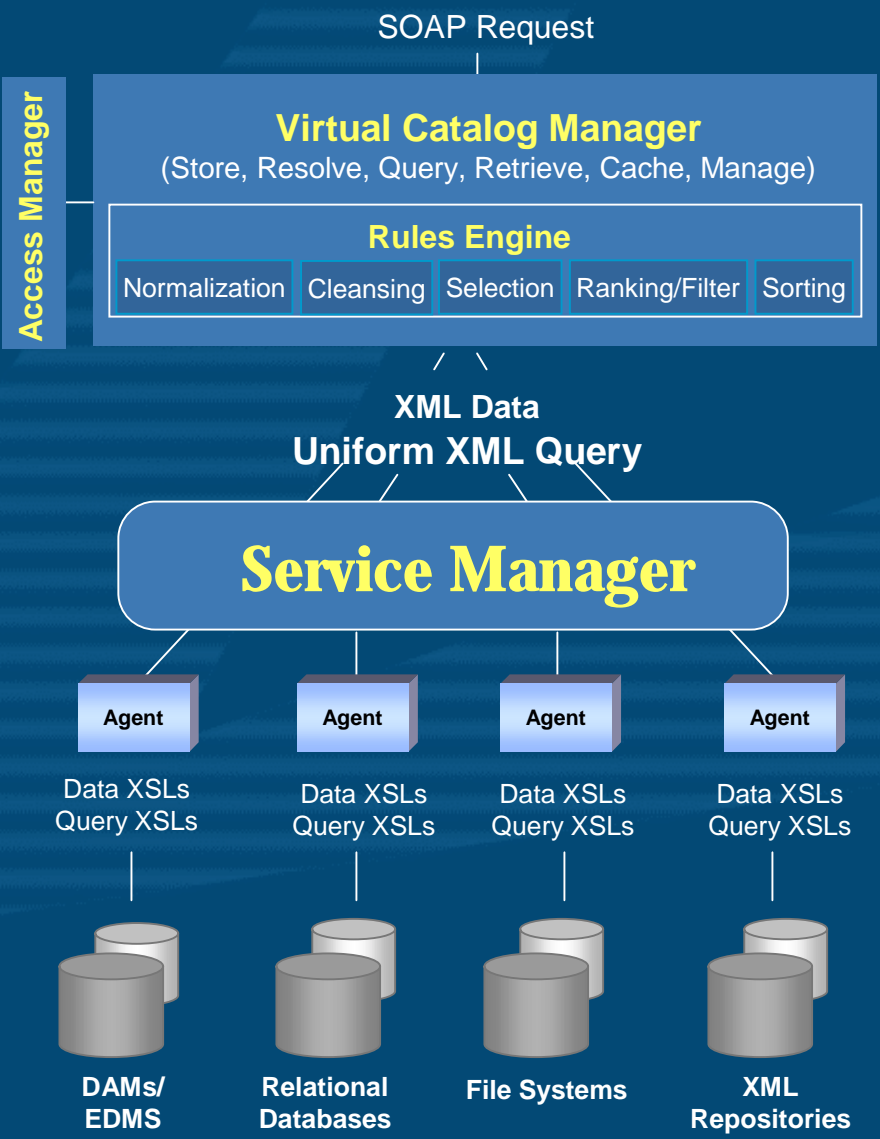 SOAP Request
Access Manager
Virtual Catalog Manager
(Store, Resolve, Query, Retrieve, Cache, Manage)
Rules Engine
Normalization
Cleansing
Selection
Ranking/Filter
Sorting
XML Data
Uniform XML Query
Service Manager
Agent
Agent
Agent
Agent
Data XSLs
Query XSLs
Data XSLs
Query XSLs
Data XSLs
Query XSLs
Data XSLs
Query XSLs
DAMs/
EDMS
Relational
Databases
File Systems
XML
Repositories